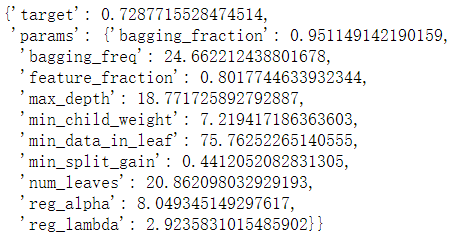 {'target': 0.7287715528474514,
'params': {'bagging_fraction': 0.951149142190159,
'bagging_freq': 24.662212438801678,
'feature_fraction': 0.8017744633932344,
'max_depth': 18.771725892792887,
'min_child_weight': 7.219417186363603,
'min_data_in_leaf': 75.76252265140555,
'min_split_gain': 0.4412052082831305,
'num_leaves': 20.862098032929193,
'reg_alpha': 8.049345149297617,
'reg_lambda': 2.9235831015485902}}